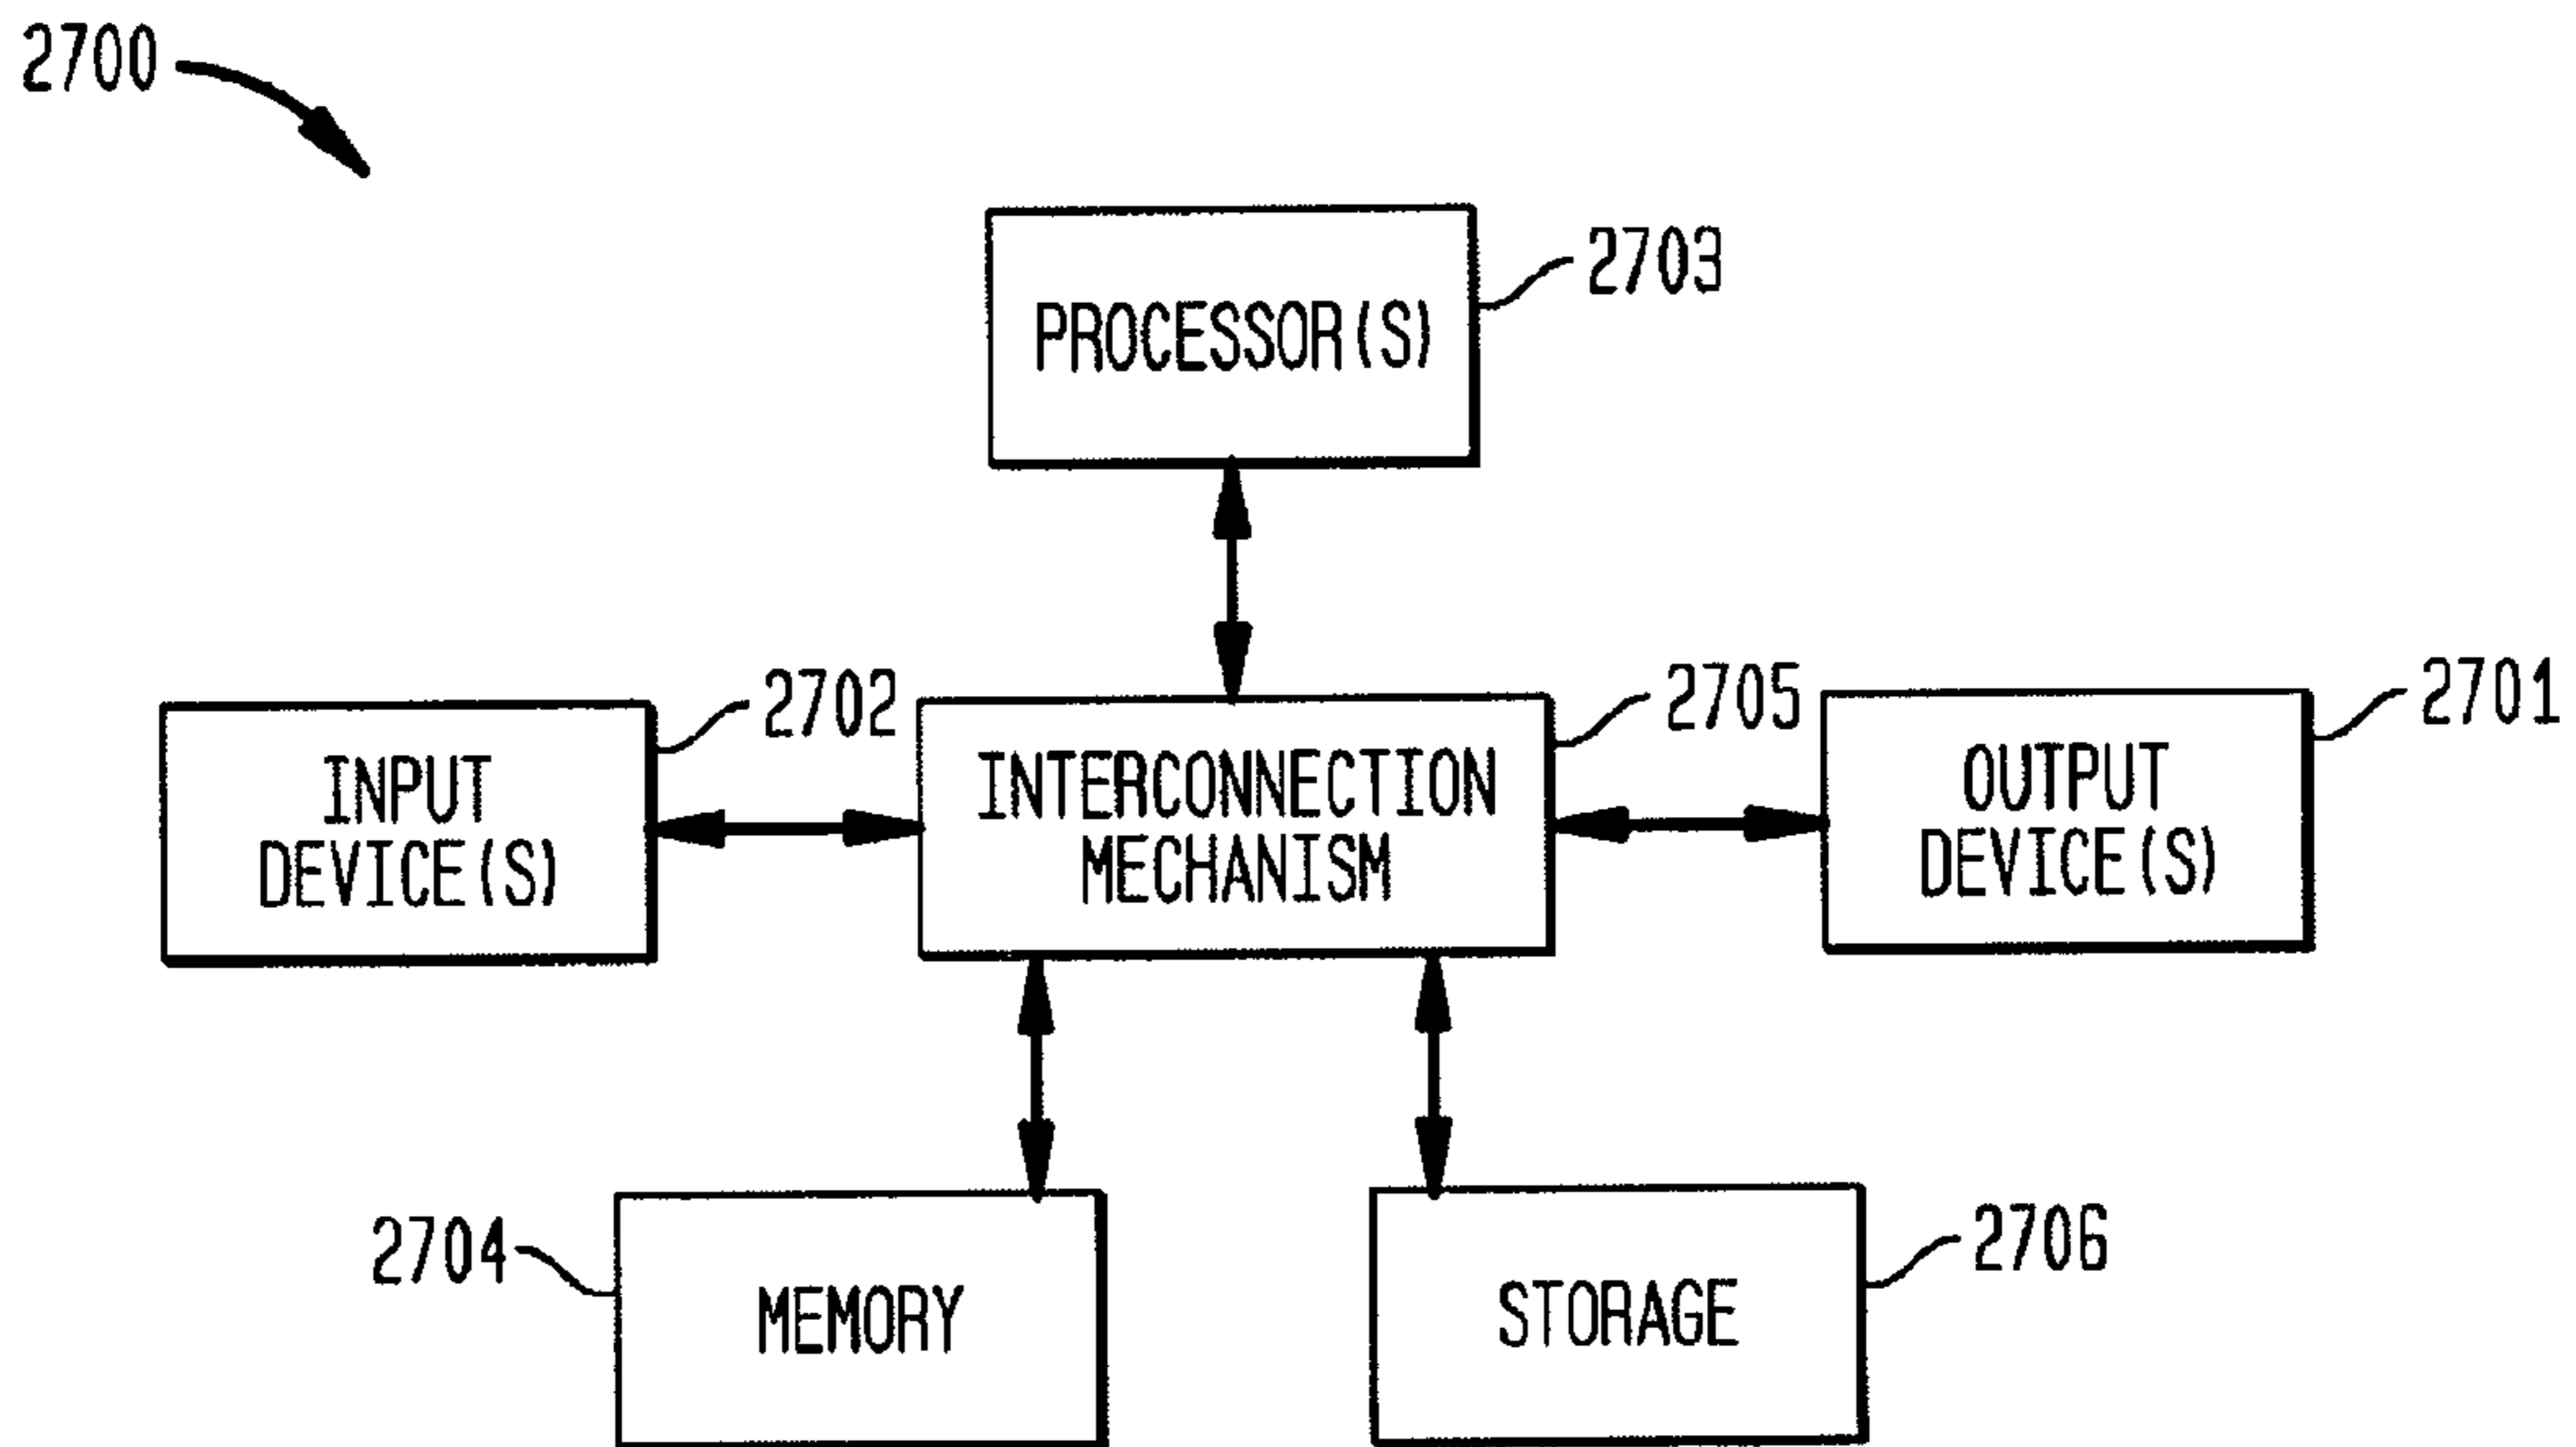 2700
PROCESSOR(S)
2703
INPUT
DEVICE(S)
2702
INTERCONNECTION
MECHANISM
2705
OUTPUT
DEVICE(S)
2701
2704
MEMORY
STORAGE
2706